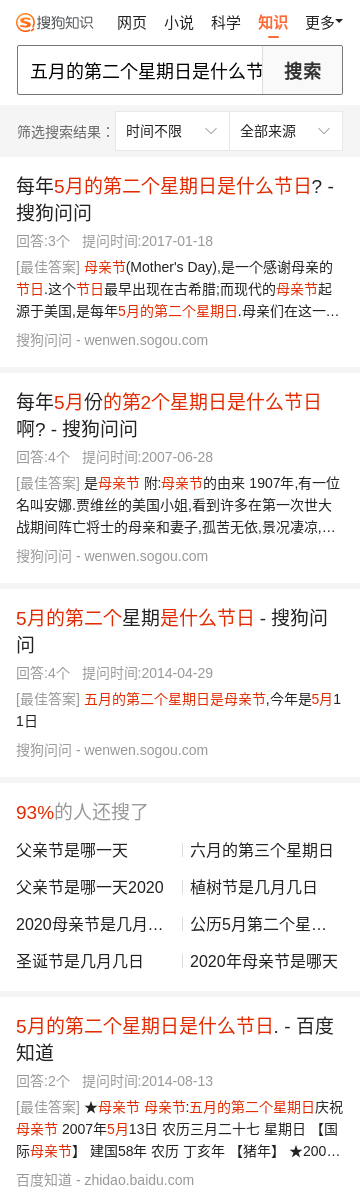 搜狗知识 网页 小说 科学 知识 更多
五月的第二个星期日是什么节 搜索
筛选搜索结果： 时间不限 全部来源
每年5月的第二个星期日是什么节日? -
搜狗问问
回答:3个 提问时间:2017-01-18
[最佳答案] 母亲节(Mother's Day),是一个感谢母亲的
节日.这个节日最早出现在古希腊;而现代的母亲节起
源于美国,是每年5月的第二个星期日.母亲们在这一…
搜狗问问 - wenwen.sogou.com
每年5月份的第2个星期日是什么节日
啊? - 搜狗问问
回答:4个 提问时间:2007-06-28
[最佳答案] 是母亲节 附:母亲节的由来 1907年,有一位
名叫安娜.贾维丝的美国小姐,看到许多在第一次世大
战期间阵亡将士的母亲和妻子,孤苦无依,景况凄凉,…
搜狗问问 - wenwen.sogou.com
5月的第二个星期是什么节日 - 搜狗问
问
回答:4个 提问时间:2014-04-29
[最佳答案] 五月的第二个星期日是母亲节,今年是5月1
1日
搜狗问问 - wenwen.sogou.com
93%的人还搜了
父亲节是哪一天 六月的第三个星期日
父亲节是哪一天2020 植树节是几月几日
2020母亲节是几月… 公历5月第二个星…
圣诞节是几月几日 2020年母亲节是哪天
5月的第二个星期日是什么节日. - 百度
知道
回答:2个 提问时间:2014-08-13
[最佳答案] ★母亲节 母亲节:五月的第二个星期日庆祝
母亲节 2007年5月13日 农历三月二十七 星期日 【国
际母亲节】 建国58年 农历 丁亥年 【猪年】 ★200…
百度知道 - zhidao.baidu.com